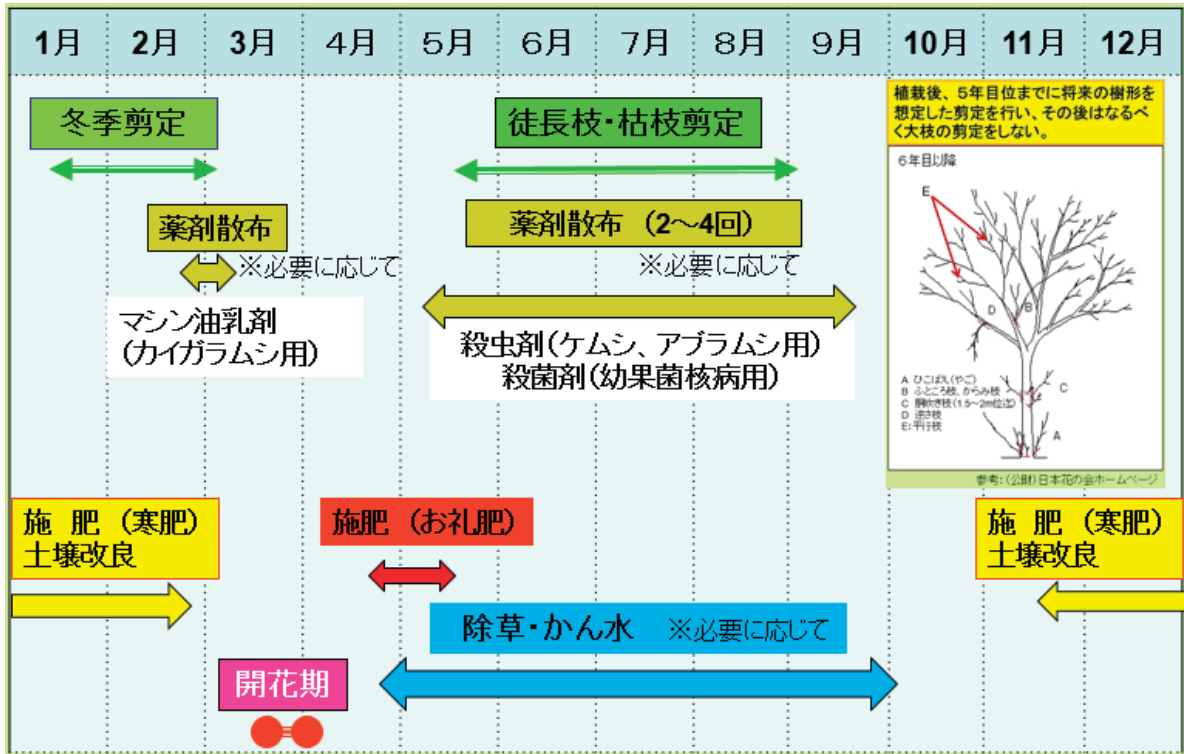 1月 2月 3月 4月 5月 6月 7月 8月 9月 10月 11月 12月
冬季剪定
徒長枝・枯枝剪定
植栽後、5年目位までに将来の樹形を
想定した剪定を行い、その後はなるべ
く大枝の剪定をしない。
6年目以降
E
D
B
C
A
A ひこばえ(やご)
B ふところ枝、からみ枝
C 胴吹き枝(1.5~2m位迄)
D 逆さ枝
E:平行枝
参考:(公財)日本花の会ホームページ
薬剤散布
※必要に応じて
マシン油乳剤
(カイガラムシ用)
薬剤散布 (2~4回)
※必要に応じて
殺虫剤(ケムシ、アブラムシ用)
殺菌剤(幼果菌核病用)
施 肥 (寒肥)
土壌改良
施肥 (お礼肥)
施 肥 (寒肥)
土壌改良
除草・かん水 ※必要に応じて
開花期